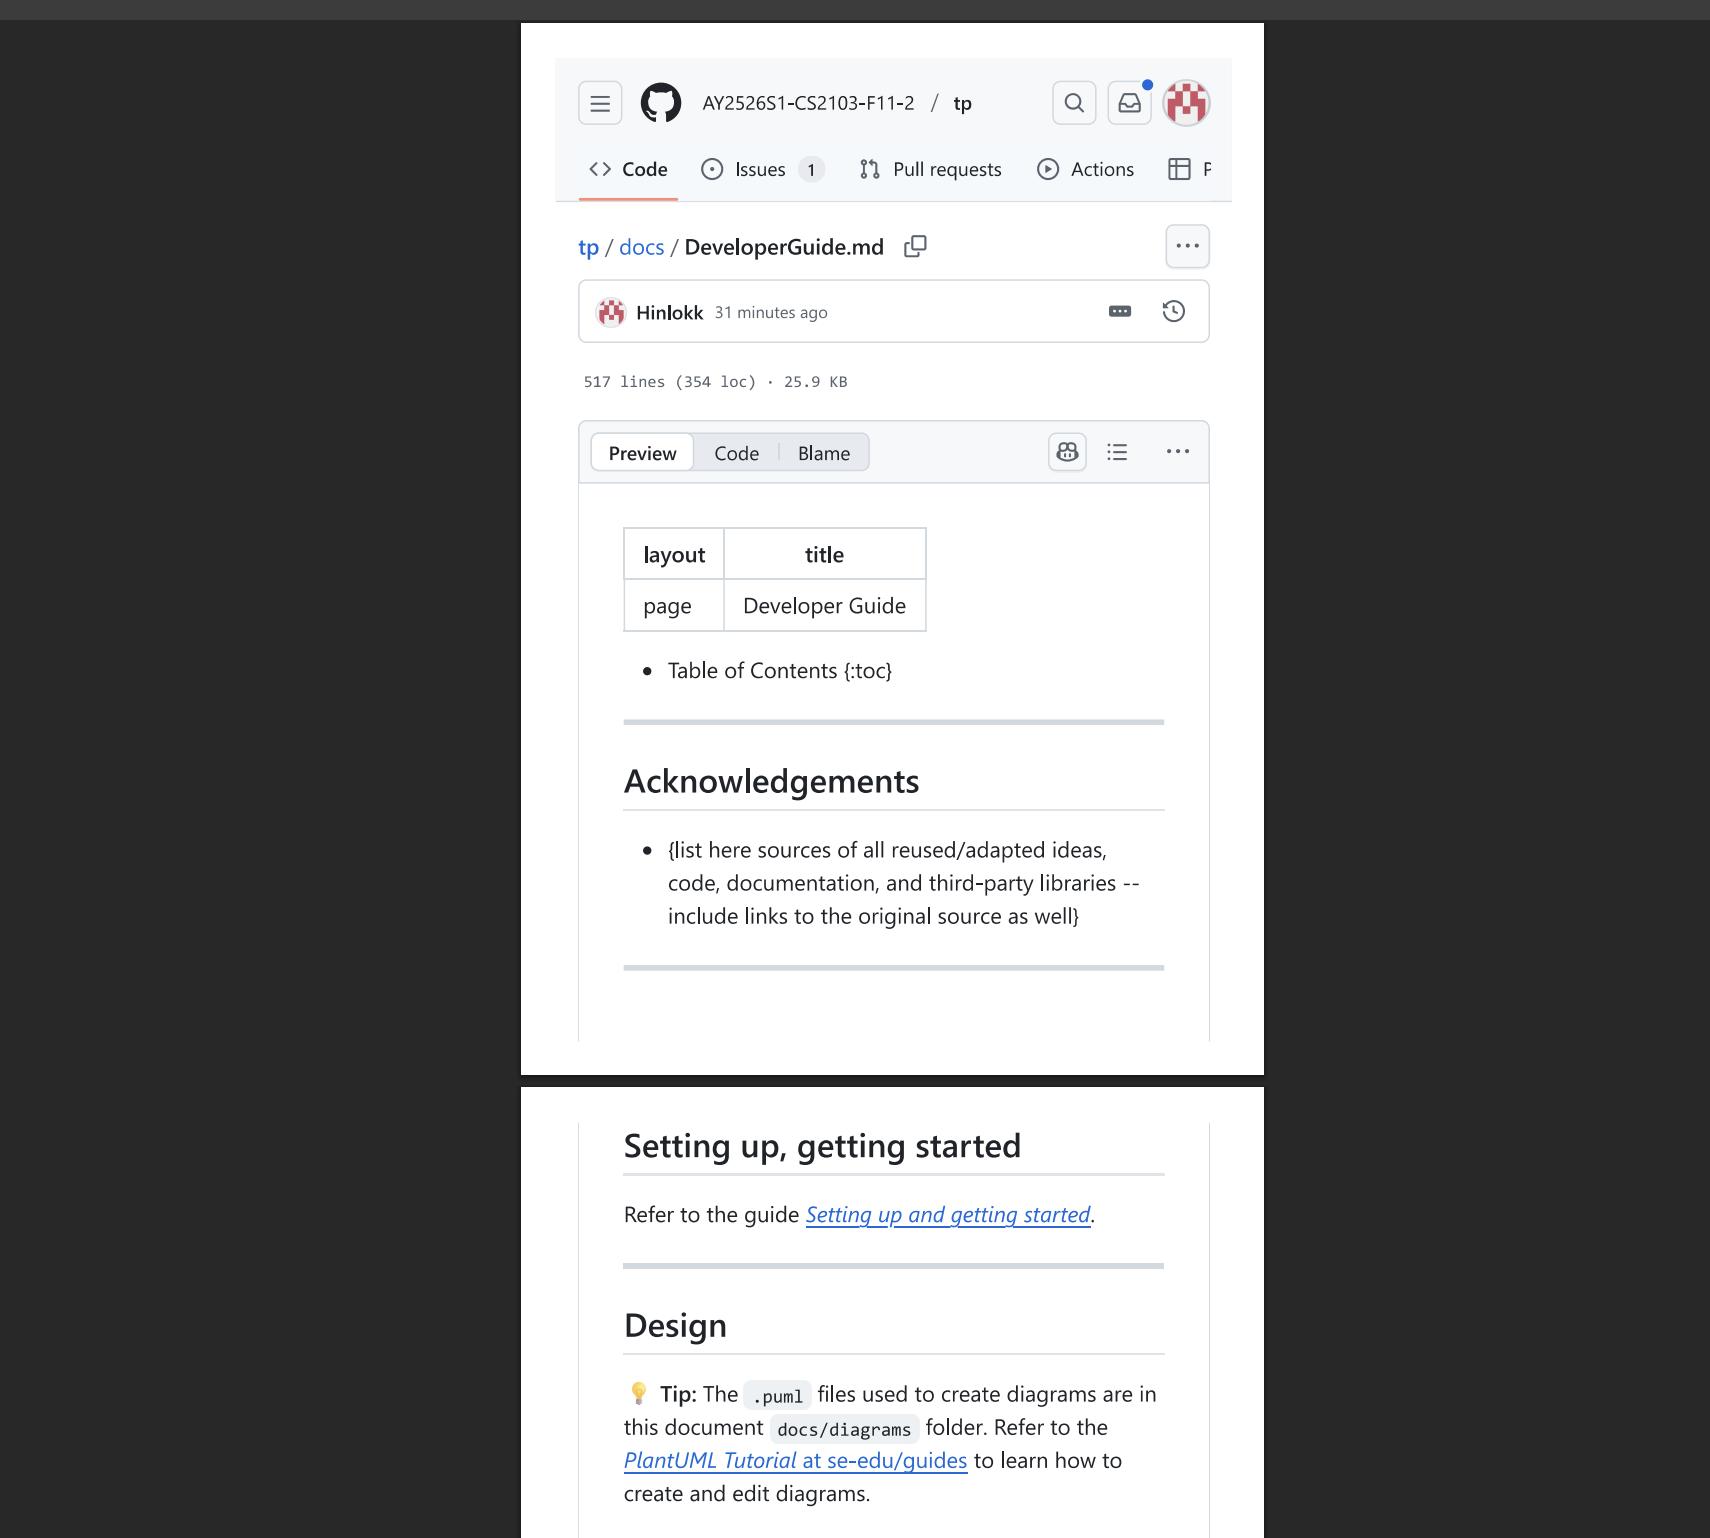 AY2526S1-CS2103-F11-2 / tp
Code Issues 1 Pull requests Actions P
tp / docs / DeveloperGuide.md
Hinlokk 31 minutes ago
517 lines (354 loc) · 25.9 KB
Preview Code Blame
layout title
page Developer Guide
Table of Contents {:toc}
Acknowledgements
{list here sources of all reused/adapted ideas,
code, documentation, and third-party libraries --
include links to the original source as well}
Setting up, getting started
Refer to the guide Setting up and getting started.
Design
Tip: The .puml files used to create diagrams are in
this document docs/diagrams folder. Refer to the
PlantUML Tutorial at se-edu/guides to learn how to
create and edit diagrams.